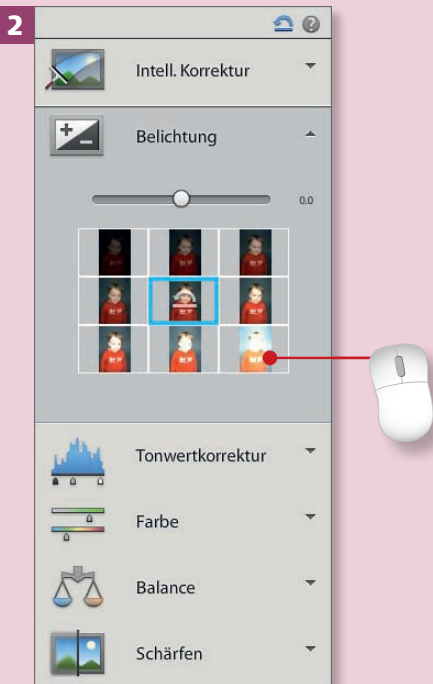 2
Intell. Korrektur
Belichtung
0.0
Tonwertkorrektur
Farbe
Balance
Schärfen